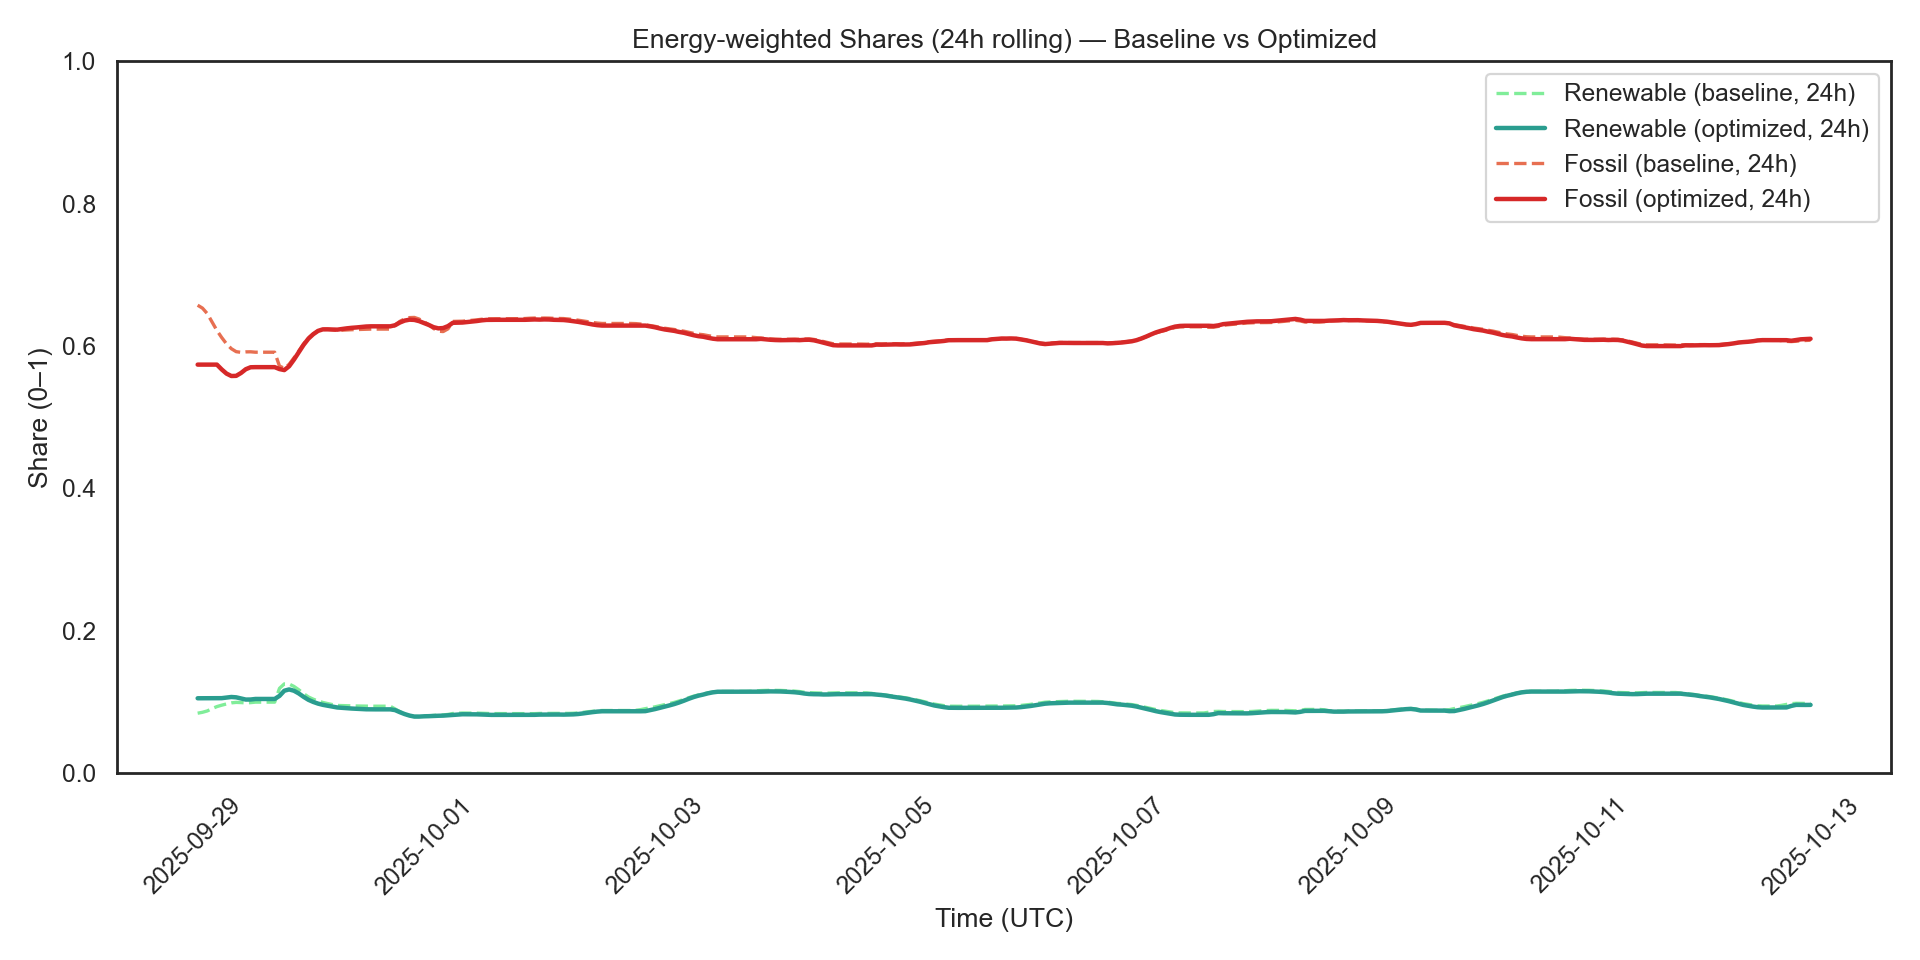 Energy-weighted Shares (24h rolling) — Baseline vs Optimized
1.0
0.8
0.6
0.4
0.2
0.0
Share (0–1)
Renewable (baseline, 24h)
Renewable (optimized, 24h)
Fossil (baseline, 24h)
Fossil (optimized, 24h)
2025-09-29
2025-10-01
2025-10-03
2025-10-05
2025-10-07
2025-10-09
2025-10-11
2025-10-13
Time (UTC)